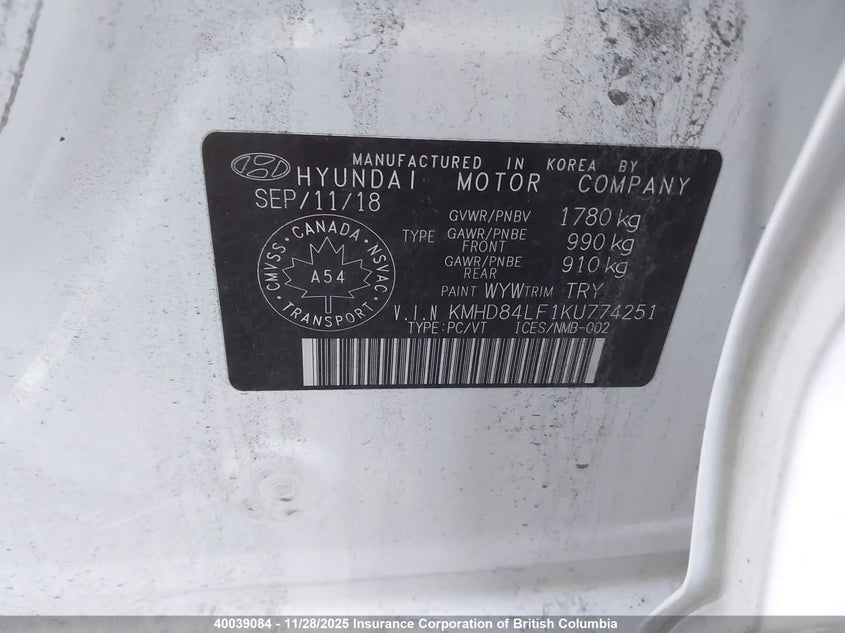 MANUFACTURED IN KOREA BY
HYUNDAI MOTOR COMPANY
SEP/11/18
GVWR/PNBV 1780 kg
TYPE GAWR/PNBE FRONT 990 kg
GAWR/PNBE REAR 910 kg
PAINT WYW TRIM TRY
CMVSS · CANADA · NSVAC · TRANSPORT ·
A54
V.I.N KMHD84LF1KU774251
TYPE:PC/VT ICES/NMB-002
40039084 - 11/28/2025 Insurance Corporation of British Columbia